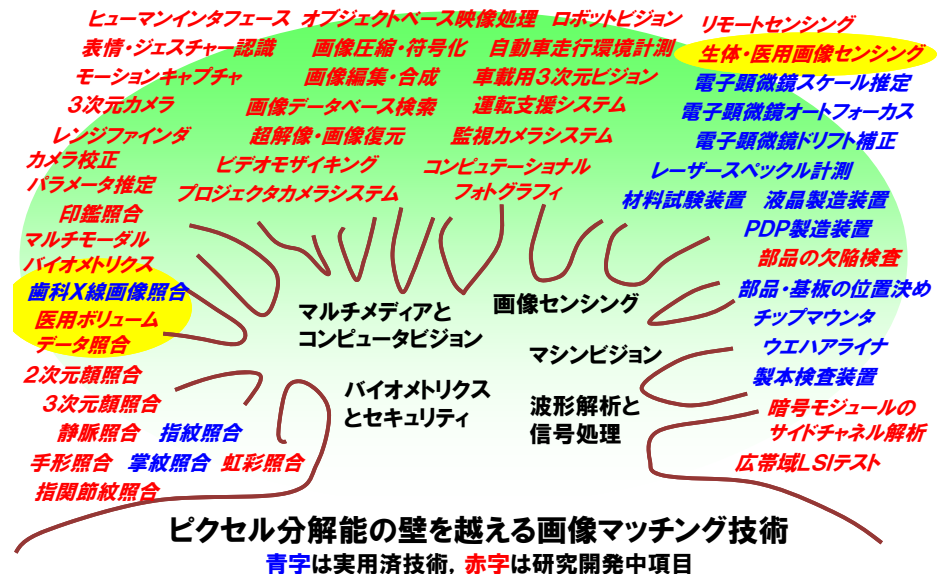 ヒューマンインタフェース オブジェクトベース映像処理 ロボットビジョン リモートセンシング
表情・ジェスチャー認識 画像圧縮・符号化 自動車走行環境計測 生体・医用画像センシング
モーションキャプチャ 画像編集・合成 車載用3次元ビジョン 電子顕微鏡スケール推定
3次元カメラ 画像データベース検索 運転支援システム 電子顕微鏡オートフォーカス
レンジファインダ 超解像・画像復元 監視カメラシステム 電子顕微鏡ドリフト補正
カメラ校正 ビデオモザイキング コンピュテーショナル レーザースペックル計測
パラメータ推定 プロジェクタカメラシステム フォトグラフィ 材料試験装置 液晶製造装置
印鑑照合 PDP製造装置
マルチモーダル 部品の欠陥検査
バイオメトリクス
歯科X線画像照合 部品・基板の位置決め
医用ボリューム マルチメディアと 画像センシング チップマウンタ
データ照合 コンピュータビジョン マシンビジョン ウエハアライナ
2次元顔照合 製本検査装置
3次元顔照合 バイオメトリクス 波形解析と 暗号モジュールの
静脈照合 指紋照合 とセキュリティ 信号処理 サイドチャネル解析
手形照合 掌紋照合 虹彩照合 広帯域LSIテスト
指関節紋照合
ピクセル分解能の壁を越える画像マッチング技術
青字は実用済技術, 赤字は研究開発中項目